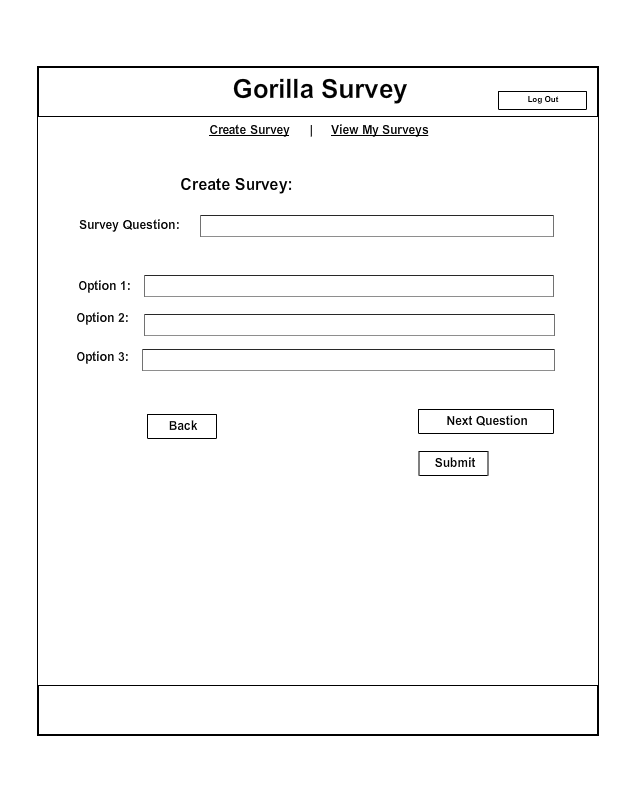 Gorilla Survey
Log Out
Create Survey | View My Surveys
Create Survey:
Survey Question:
Option 1:
Option 2:
Option 3:
Back
Next Question
Submit